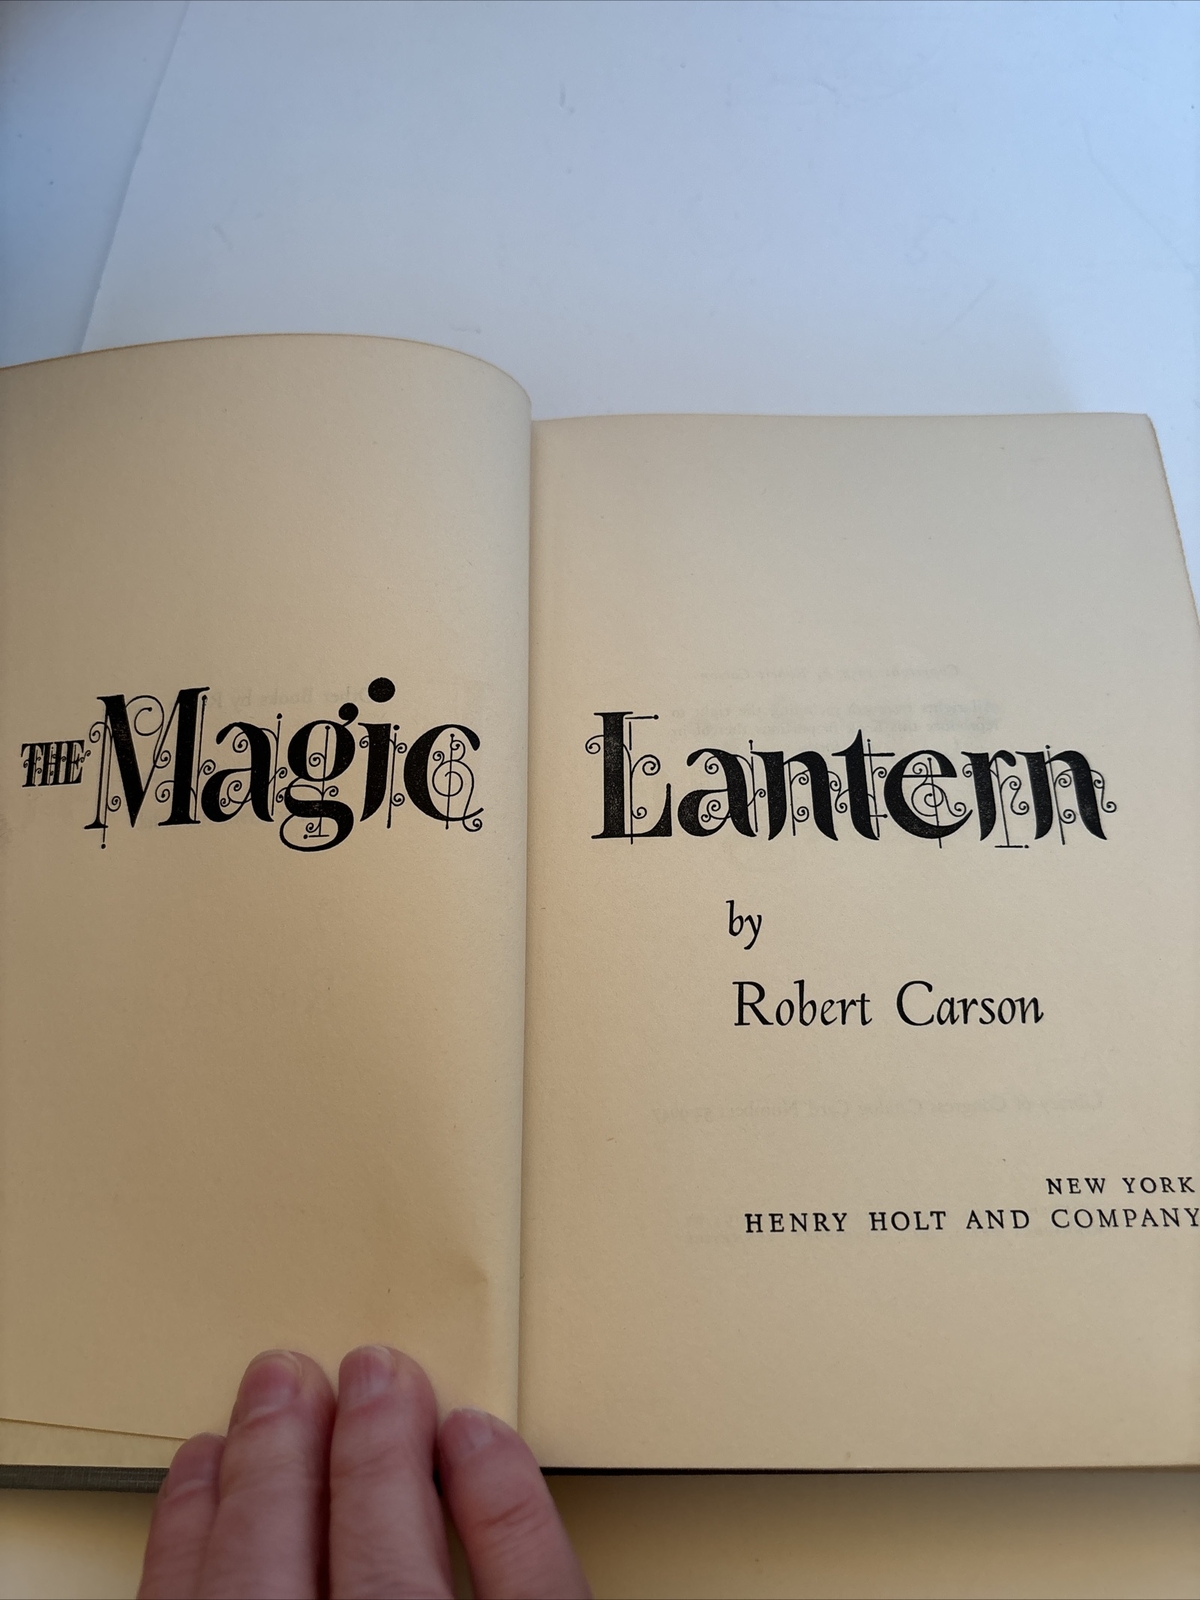 THE Magic Lantern
by
Robert Carson
NEW YORK
HENRY HOLT AND COMPANY